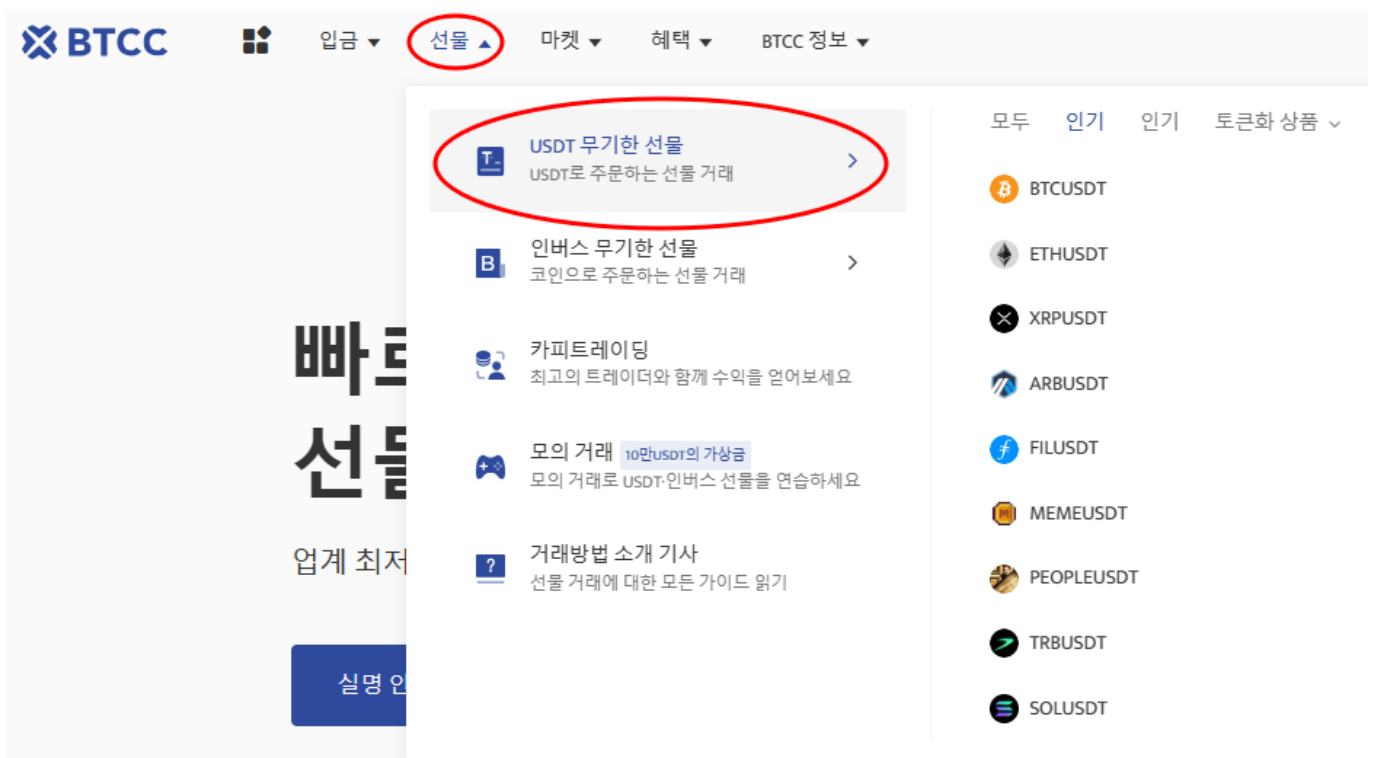 BTCC
입금 ▼
선물 ▲
마켓 ▼
혜택 ▼
BTCC 정보 ▼
USDT 무기한 선물
USDT로 주문하는 선물 거래
인버스 무기한 선물
코인으로 주문하는 선물 거래
카피트레이딩
최고의 트레이더와 함께 수익을 얻어보세요
모의 거래 10만USDT의 가상금
모의 거래로 USDT·인버스 선물을 연습하세요
거래방법 소개 기사
선물 거래에 대한 모든 가이드 읽기
모두 인기 인기 토큰화 상품
BTCUSDT
ETHUSDT
XRPUSDT
ARBUSDT
FILUSDT
MEMEUSDT
PEOPLEUSDT
TRBUSDT
SOLUSDT
업계 최저
실명